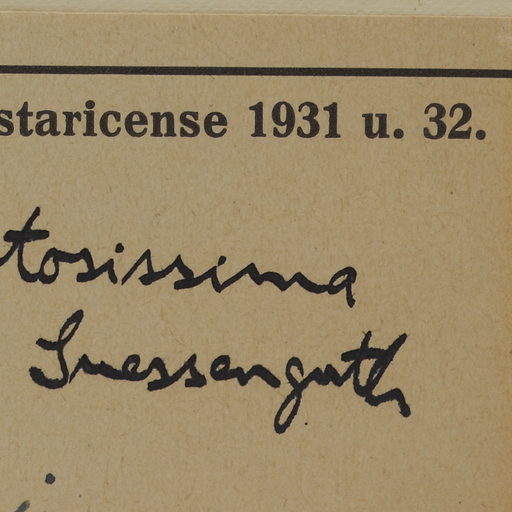 staricense 1931 u. 32.
tosissima
Suessenguth